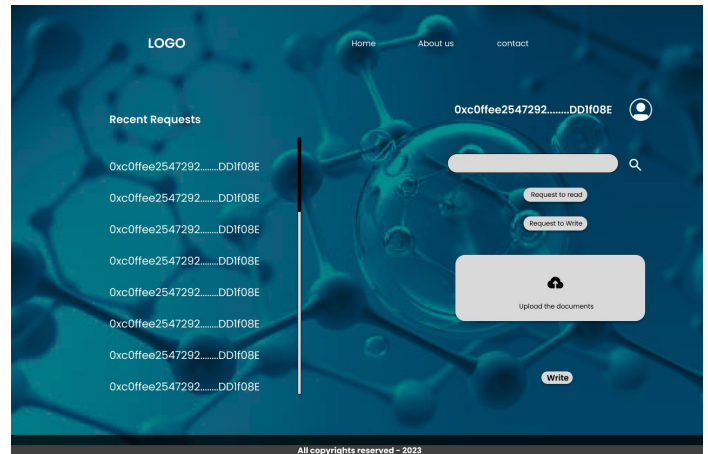 LOGO
Home About us contact
0xc0ffee2547292........DD1f08E
Recent Requests
0xc0ffee2547292........DD1f08E
0xc0ffee2547292........DD1f08E
0xc0ffee2547292........DD1f08E
0xc0ffee2547292........DD1f08E
0xc0ffee2547292........DD1f08E
0xc0ffee2547292........DD1f08E
0xc0ffee2547292........DD1f08E
0xc0ffee2547292........DD1f08E
Request to read
Request to Write
Upload the documents
Write
All copyrights reserved - 2023